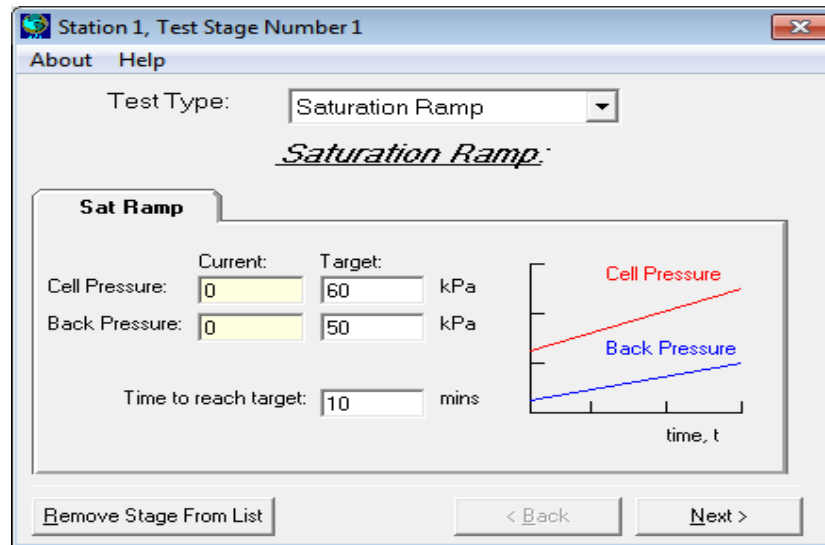 Station 1, Test Stage Number 1
About Help
Test Type: Saturation Ramp
Saturation Ramp:
Sat Ramp
Current: Target:
Cell Pressure: 0 60 kPa
Back Pressure: 0 50 kPa
Time to reach target: 10 mins
Cell Pressure
Back Pressure
time, t
Remove Stage From List < Back Next >